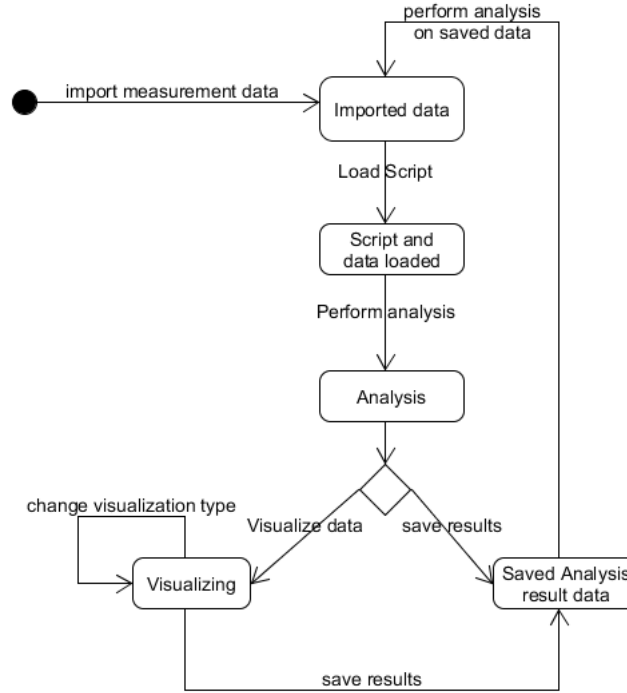 perform analysis
on saved data
import measurement data
Imported data
Load Script
Script and
data loaded
Perform analysis
Analysis
change visualization type
Visualize data
save results
Visualizing
Saved Analysis
result data
save results